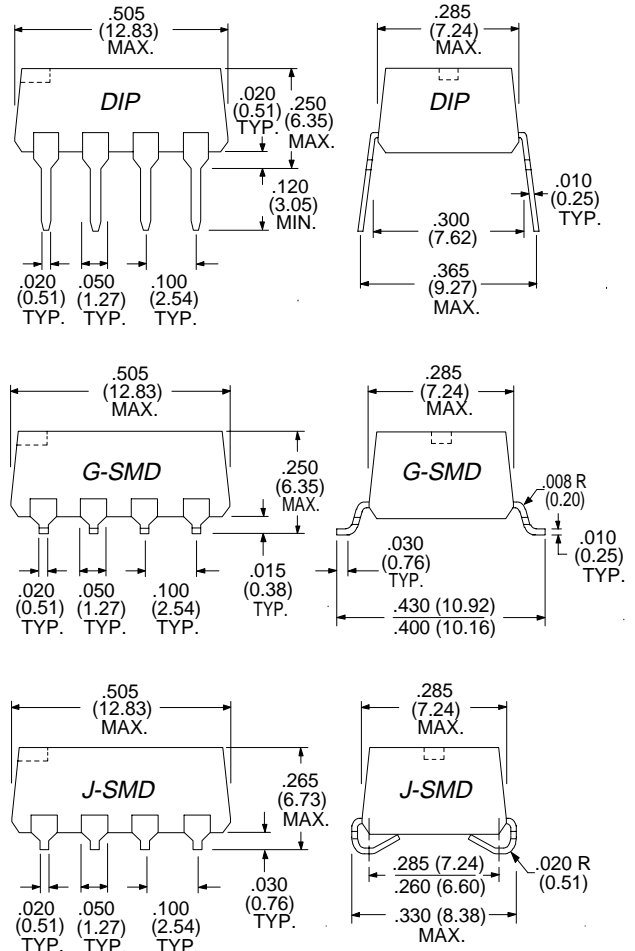 .505
(12.83)
MAX.
DIP
.020
(0.51)
TYP.
.250
(6.35)
MAX.
.120
(3.05)
MIN.
.020
(0.51)
TYP.
.050
(1.27)
TYP.
.100
(2.54)
TYP.
.285
(7.24)
MAX.
DIP
.010
(0.25)
TYP.
.300
(7.62)
.365
(9.27)
MAX.
.505
(12.83)
MAX.
G-SMD
.250
(6.35)
MAX.
.020
(0.51)
TYP.
.050
(1.27)
TYP.
.100
(2.54)
TYP.
.015
(0.38)
TYP.
.285
(7.24)
MAX.
G-SMD
.008 R
(0.20)
.010
(0.25)
TYP.
.030
(0.76)
TYP.
.430 (10.92)
.400 (10.16)
.505
(12.83)
MAX.
J-SMD
.265
(6.73)
MAX.
.020
(0.51)
TYP.
.050
(1.27)
TYP.
.100
(2.54)
TYP.
.030
(0.76)
TYP.
.285
(7.24)
MAX.
J-SMD
.285 (7.24)
.260 (6.60)
.020 R
(0.51)
.330 (8.38)
MAX.